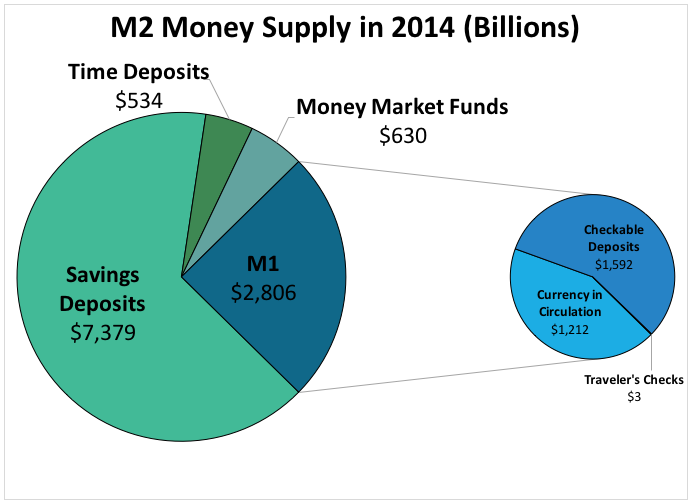 M2 Money Supply in 2014 (Billions)
Time Deposits
$534
Money Market Funds
$630
Savings
Deposits
$7,379
M1
$2,806
Checkable
Deposits
$1,592
Currency in
Circulation
$1,212
Traveler's Checks
$3